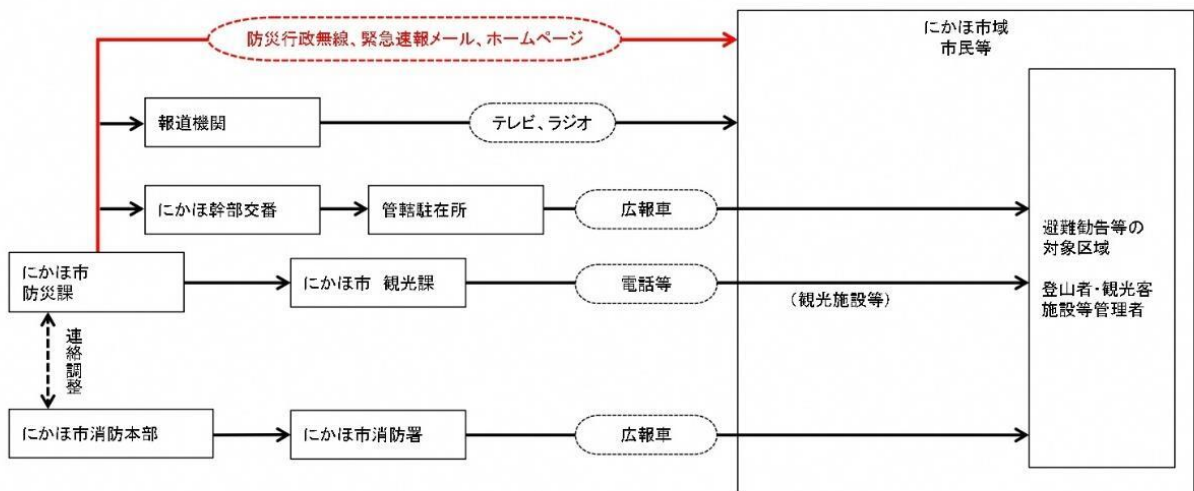 防災行政無線、緊急速報メール、ホームページ
にかほ市域
市民等
報道機関
テレビ、ラジオ
にかほ幹部交番
管轄駐在所
広報車
避難勧告等の
対象区域
登山者・観光客
施設等管理者
にかほ市
防災課
にかほ市 観光課
電話等
(観光施設等)
連絡調整
にかほ市消防本部
にかほ市消防署
広報車